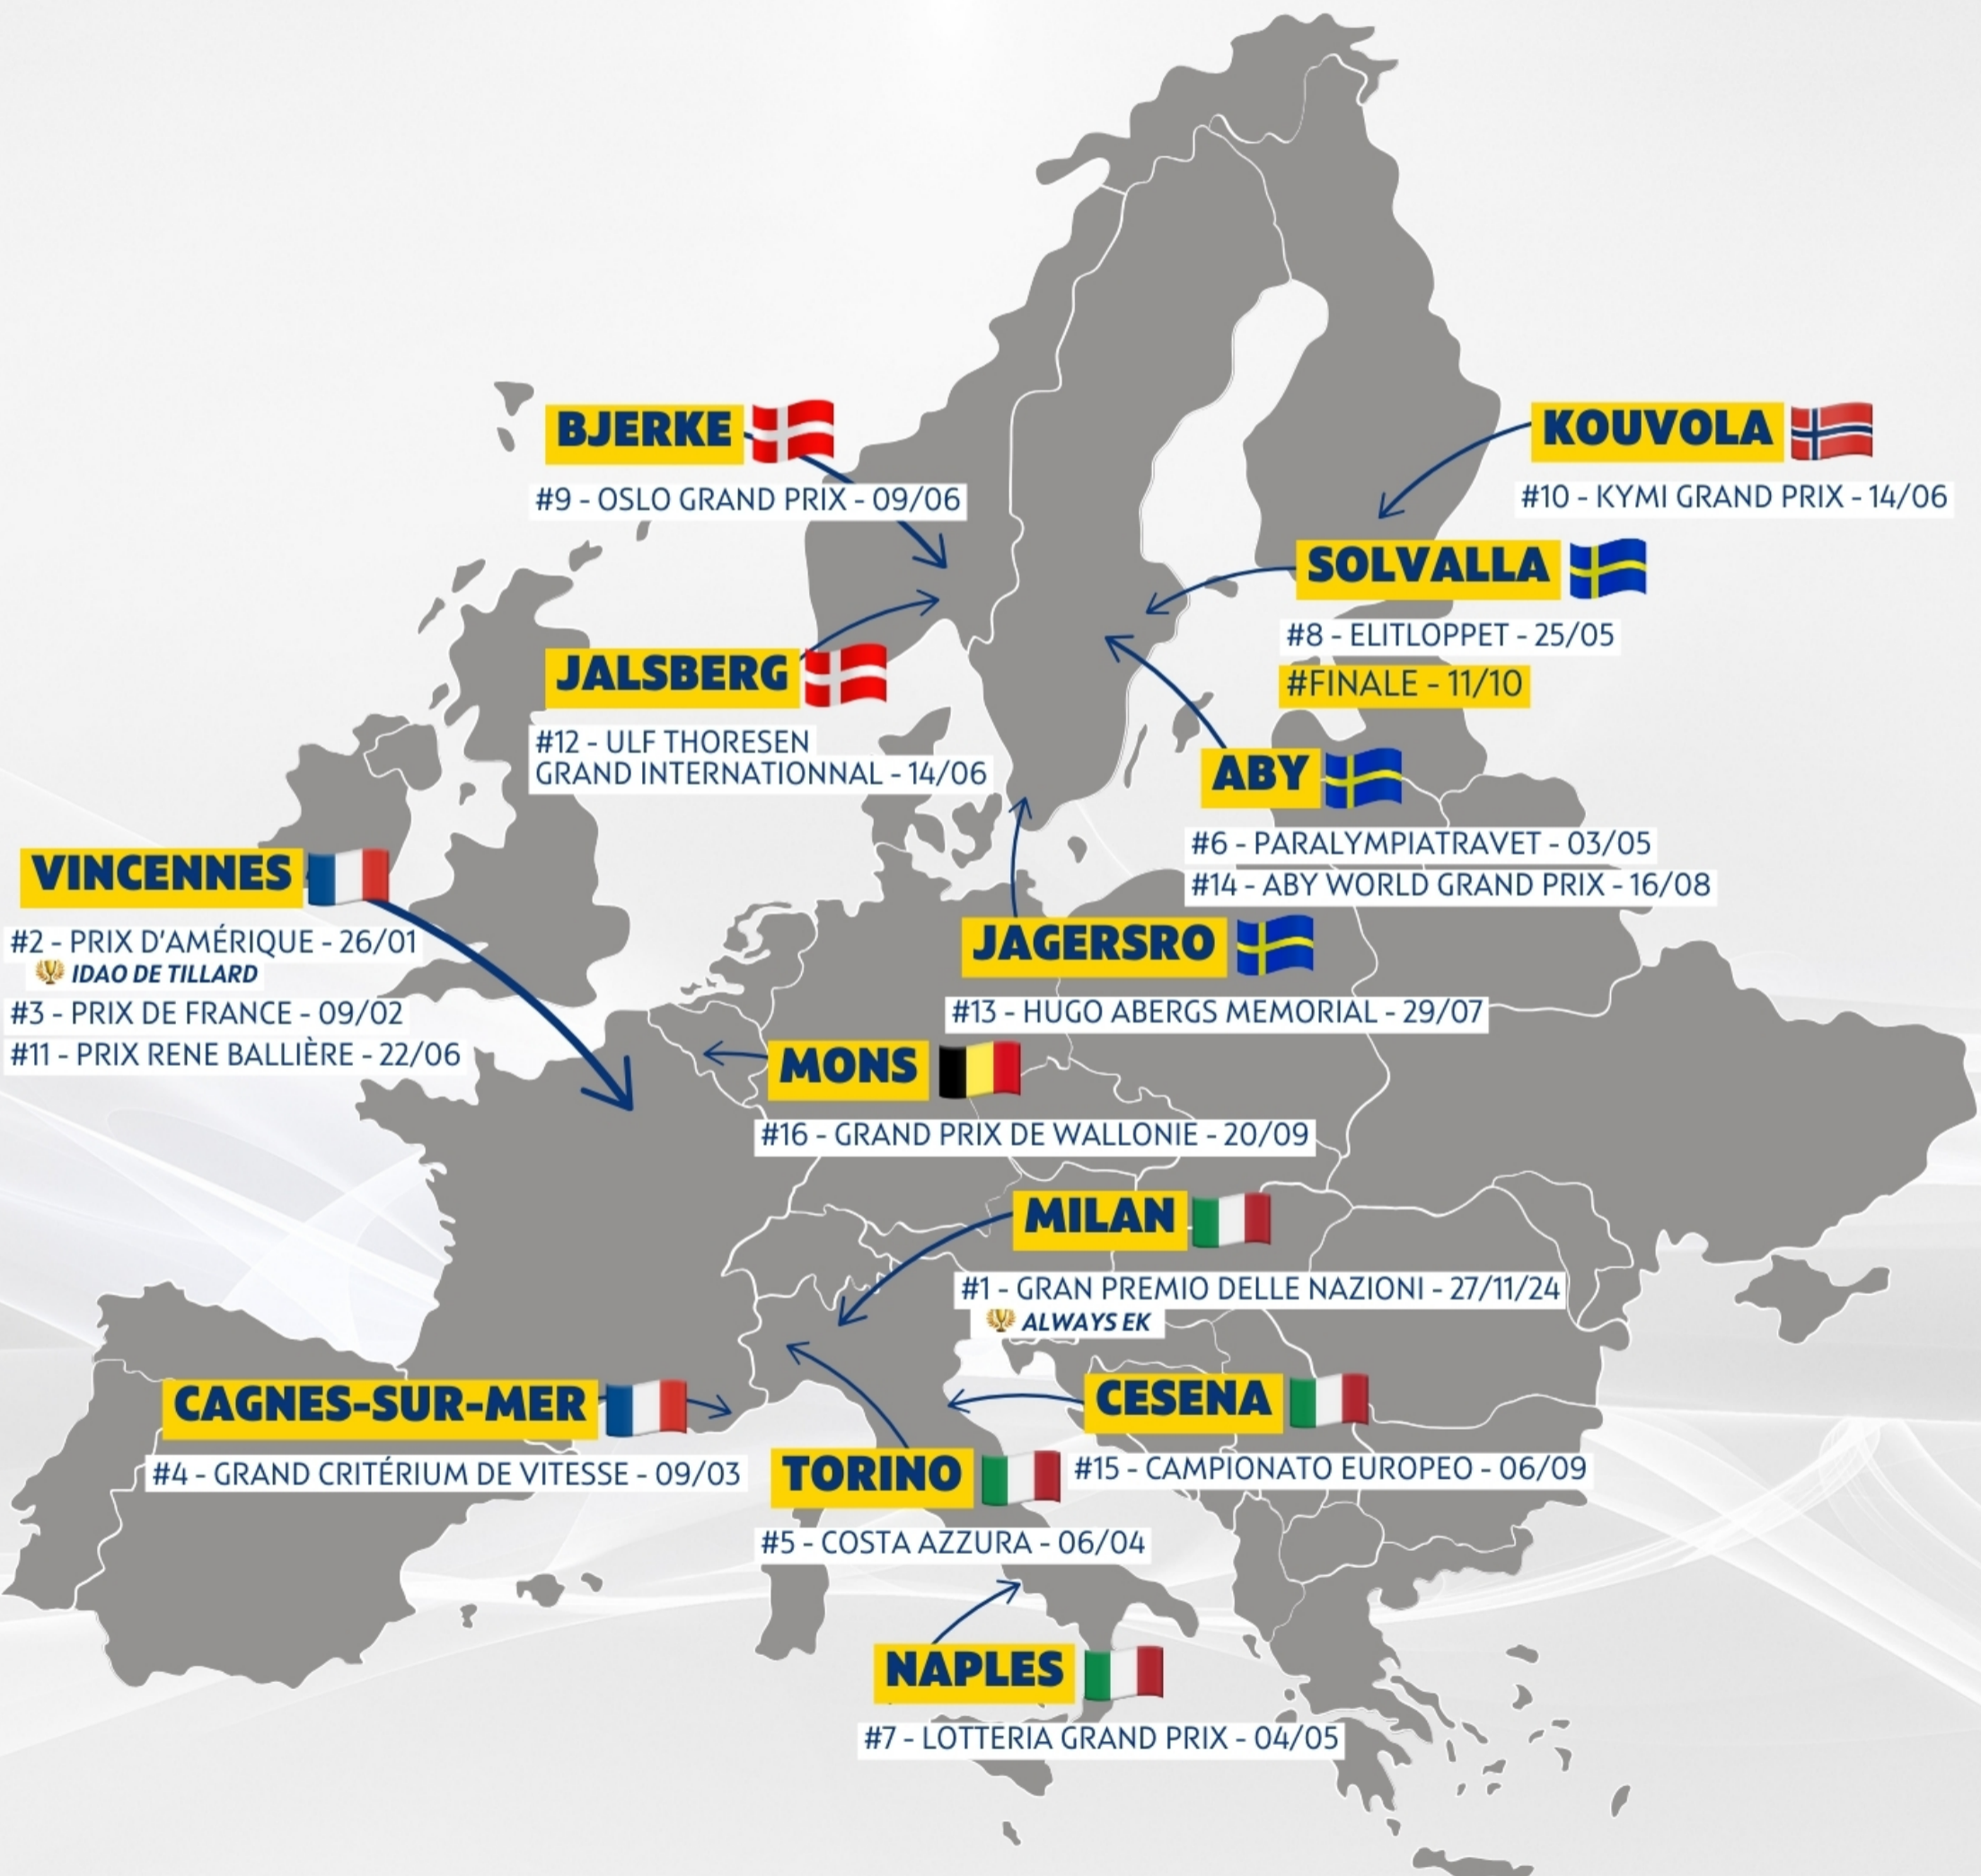 BJERKE
#9 - OSLO GRAND PRIX - 09/06
KOUVOLA
#10 - KYMI GRAND PRIX - 14/06
SOLVALLA
#8 - ELITLOPPET - 25/05
#FINALE - 11/10
JALSBERG
#12 - ULF THORESEN
GRAND INTERNATIONNAL - 14/06
ABY
#6 - PARALYMPIATRAVET - 03/05
#14 - ABY WORLD GRAND PRIX - 16/08
VINCENNES
#2 - PRIX D'AMÉRIQUE - 26/01
IDAO DE TILLARD
#3 - PRIX DE FRANCE - 09/02
#11 - PRIX RENE BALLIÈRE - 22/06
JAGERSRO
#13 - HUGO ABERGS MEMORIAL - 29/07
MONS
#16 - GRAND PRIX DE WALLONIE - 20/09
MILAN
#1 - GRAN PREMIO DELLE NAZIONI - 27/11/24
ALWAYS EK
CAGNES-SUR-MER
#4 - GRAND CRITÉRIUM DE VITESSE - 09/03
CESENA
#15 - CAMPIONATO EUROPEO - 06/09
TORINO
#5 - COSTA AZZURA - 06/04
NAPLES
#7 - LOTTERIA GRAND PRIX - 04/05